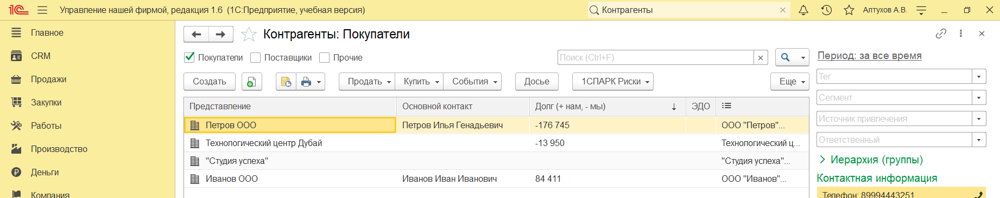 1С Управление нашей фирмой, редакция 1.6 (1С:Предприятие, учебная версия) Контрагенты Алтухов А.В.
Главное
CRM
Продажи
Закупки
Работы
Производство
Деньги
Компания
Контрагенты: Покупатели
Покупатели Поставщики Прочие Поиск (Ctrl+F)
Создать Продать Купить События Досье 1СПАРК Риски Еще
Представление Основной контакт Долг (+ нам, - мы) ЭДО
Петров ООО Петров Илья Генадьевич -176 745 ООО "Петров"...
Технологический центр Дубай -13 950 Технологический ц...
"Студия успеха" "Студия успеха"...
Иванов ООО Иванов Иван Иванович 84 411 ООО "Иванов"...
Период: за все время
Тег
Сегмент
Источник привлечения
Ответственный
Иерархия (группы)
Контактная информация
Телефон: 89994443251